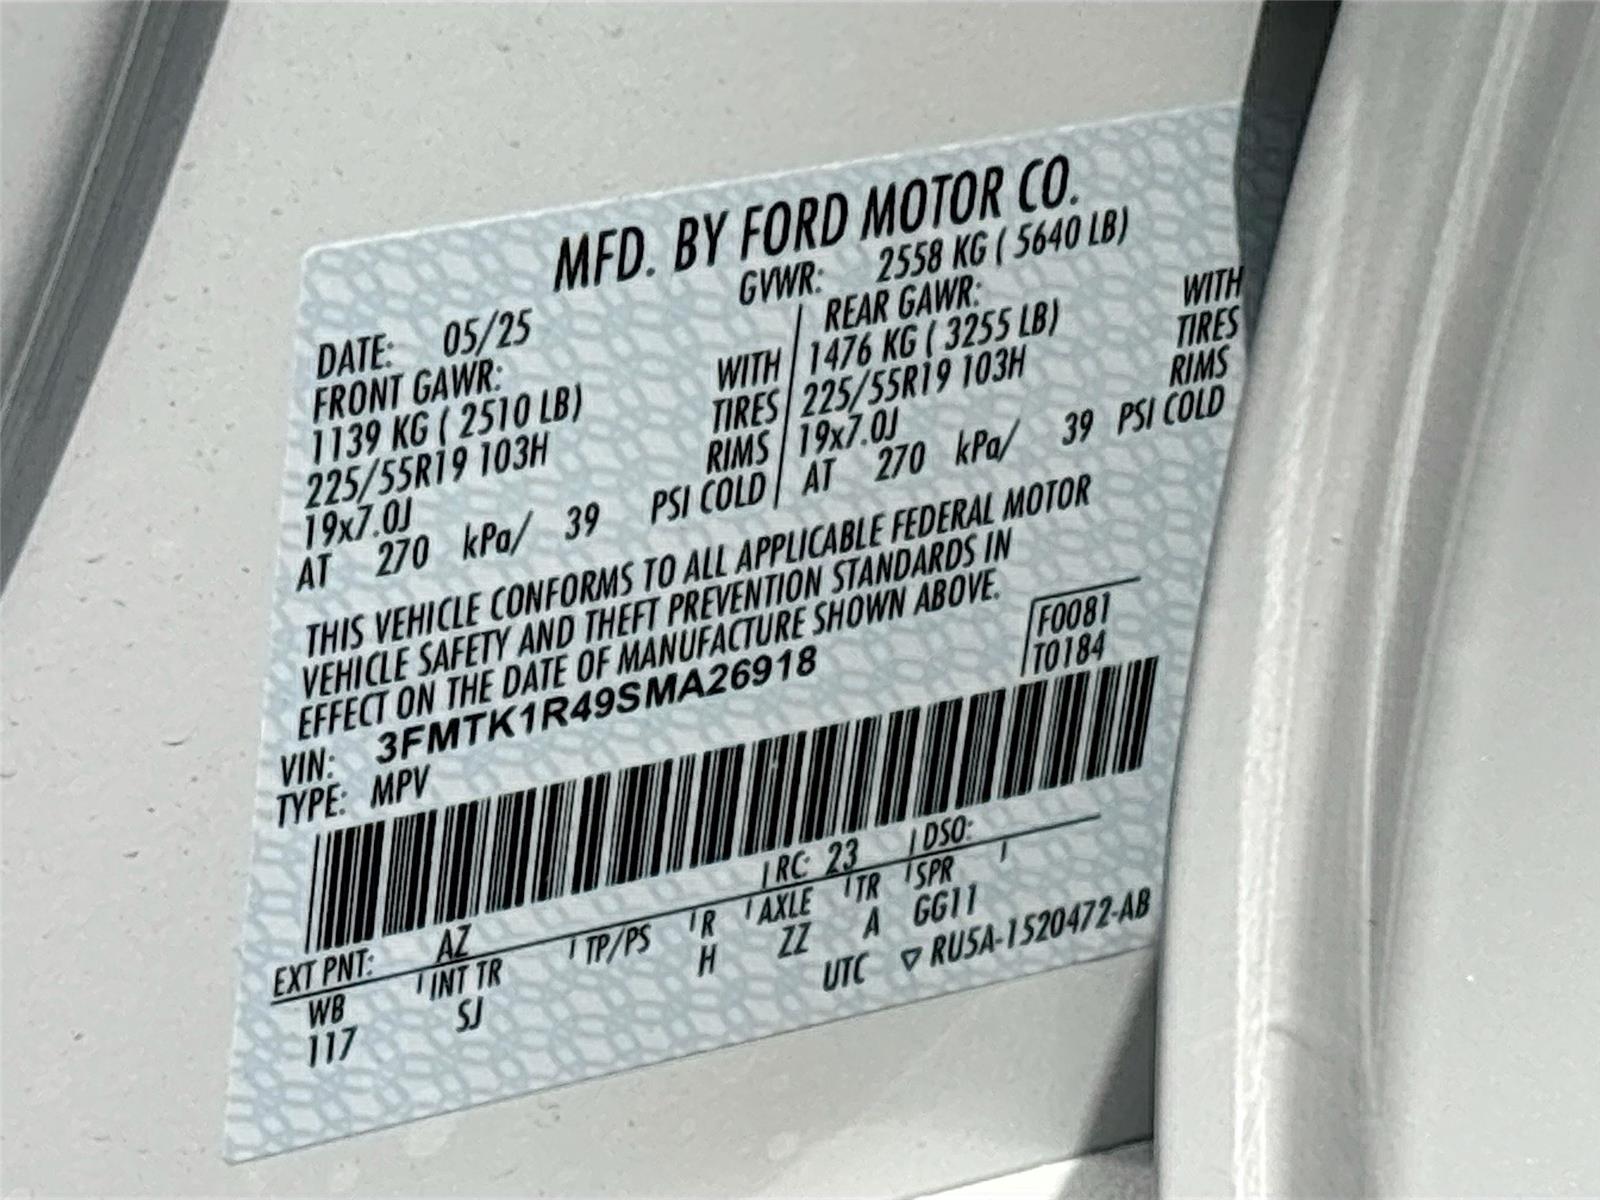 MFD. BY FORD MOTOR CO.
DATE: 05/25 GVWR: 2558 KG ( 5640 LB)
FRONT GAWR: REAR GAWR:
1139 KG ( 2510 LB) WITH 1476 KG ( 3255 LB) WITH
225/55R19 103H TIRES 225/55R19 103H TIRES
19x7.0J RIMS 19x7.0J RIMS
AT 270 kPa/ 39 PSI COLD AT 270 kPa/ 39 PSI COLD
THIS VEHICLE CONFORMS TO ALL APPLICABLE FEDERAL MOTOR
VEHICLE SAFETY AND THEFT PREVENTION STANDARDS IN
EFFECT ON THE DATE OF MANUFACTURE SHOWN ABOVE.
VIN: 3FMTK1R49SMA26918 F0081
TYPE: MPV T0184
EXT PNT: AZ RC: 23 DSO:
WB INT TR TP/PS R AXLE TR SPR
117 SJ H ZZ A GG11
UTC RU5A-1520472-AB